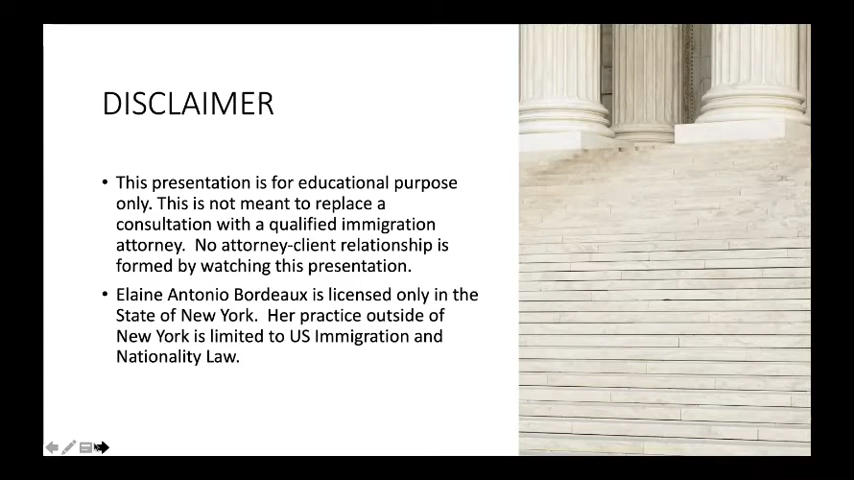 DISCLAIMER
• This presentation is for educational purpose
only. This is not meant to replace a
consultation with a qualified immigration
attorney.  No attorney-client relationship is
formed by watching this presentation.
• Elaine Antonio Bordeaux is licensed only in the
State of New York.  Her practice outside of
New York is limited to US Immigration and
Nationality Law.